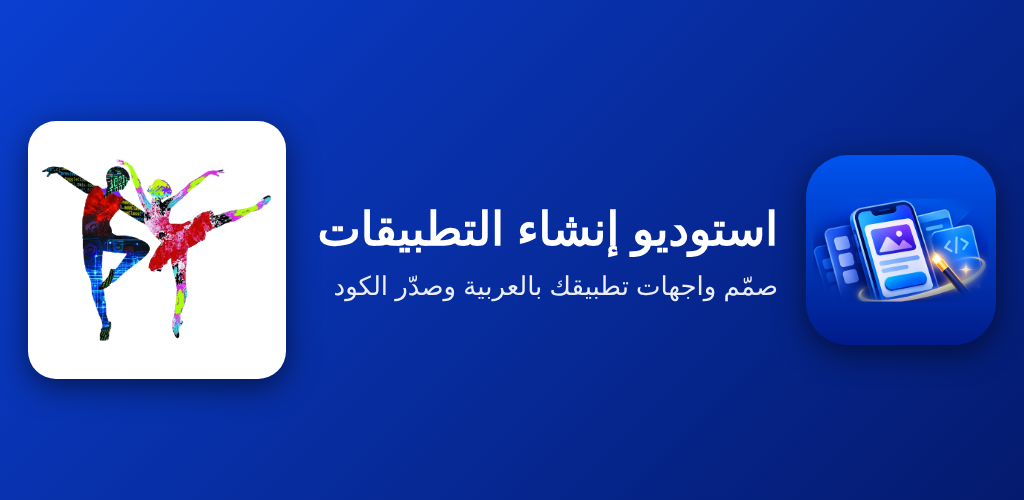 استوديو إنشاء التطبيقات
صمّم واجهات تطبيقك بالعربية وصدّر الكود
</>